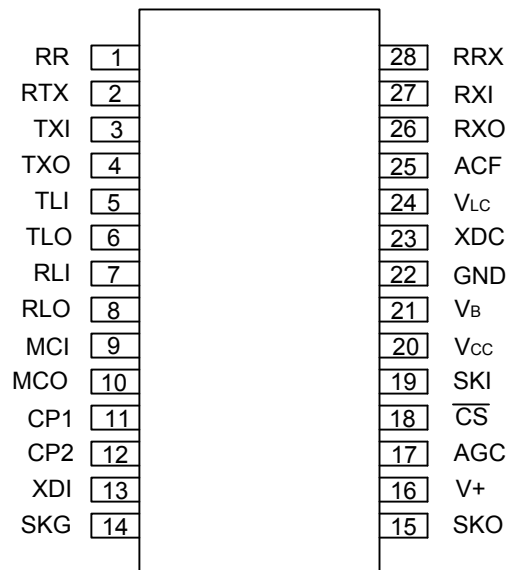 RR 1 28 RRX
RTX 2 27 RXI
TXI 3 26 RXO
TXO 4 25 ACF
TLI 5 24 VLC
TLO 6 23 XDC
RLI 7 22 GND
RLO 8 21 VB
MCI 9 20 VCC
MCO 10 19 SKI
CP1 11 18 C̅S̅
CP2 12 17 AGC
XDI 13 16 V+
SKG 14 15 SKO